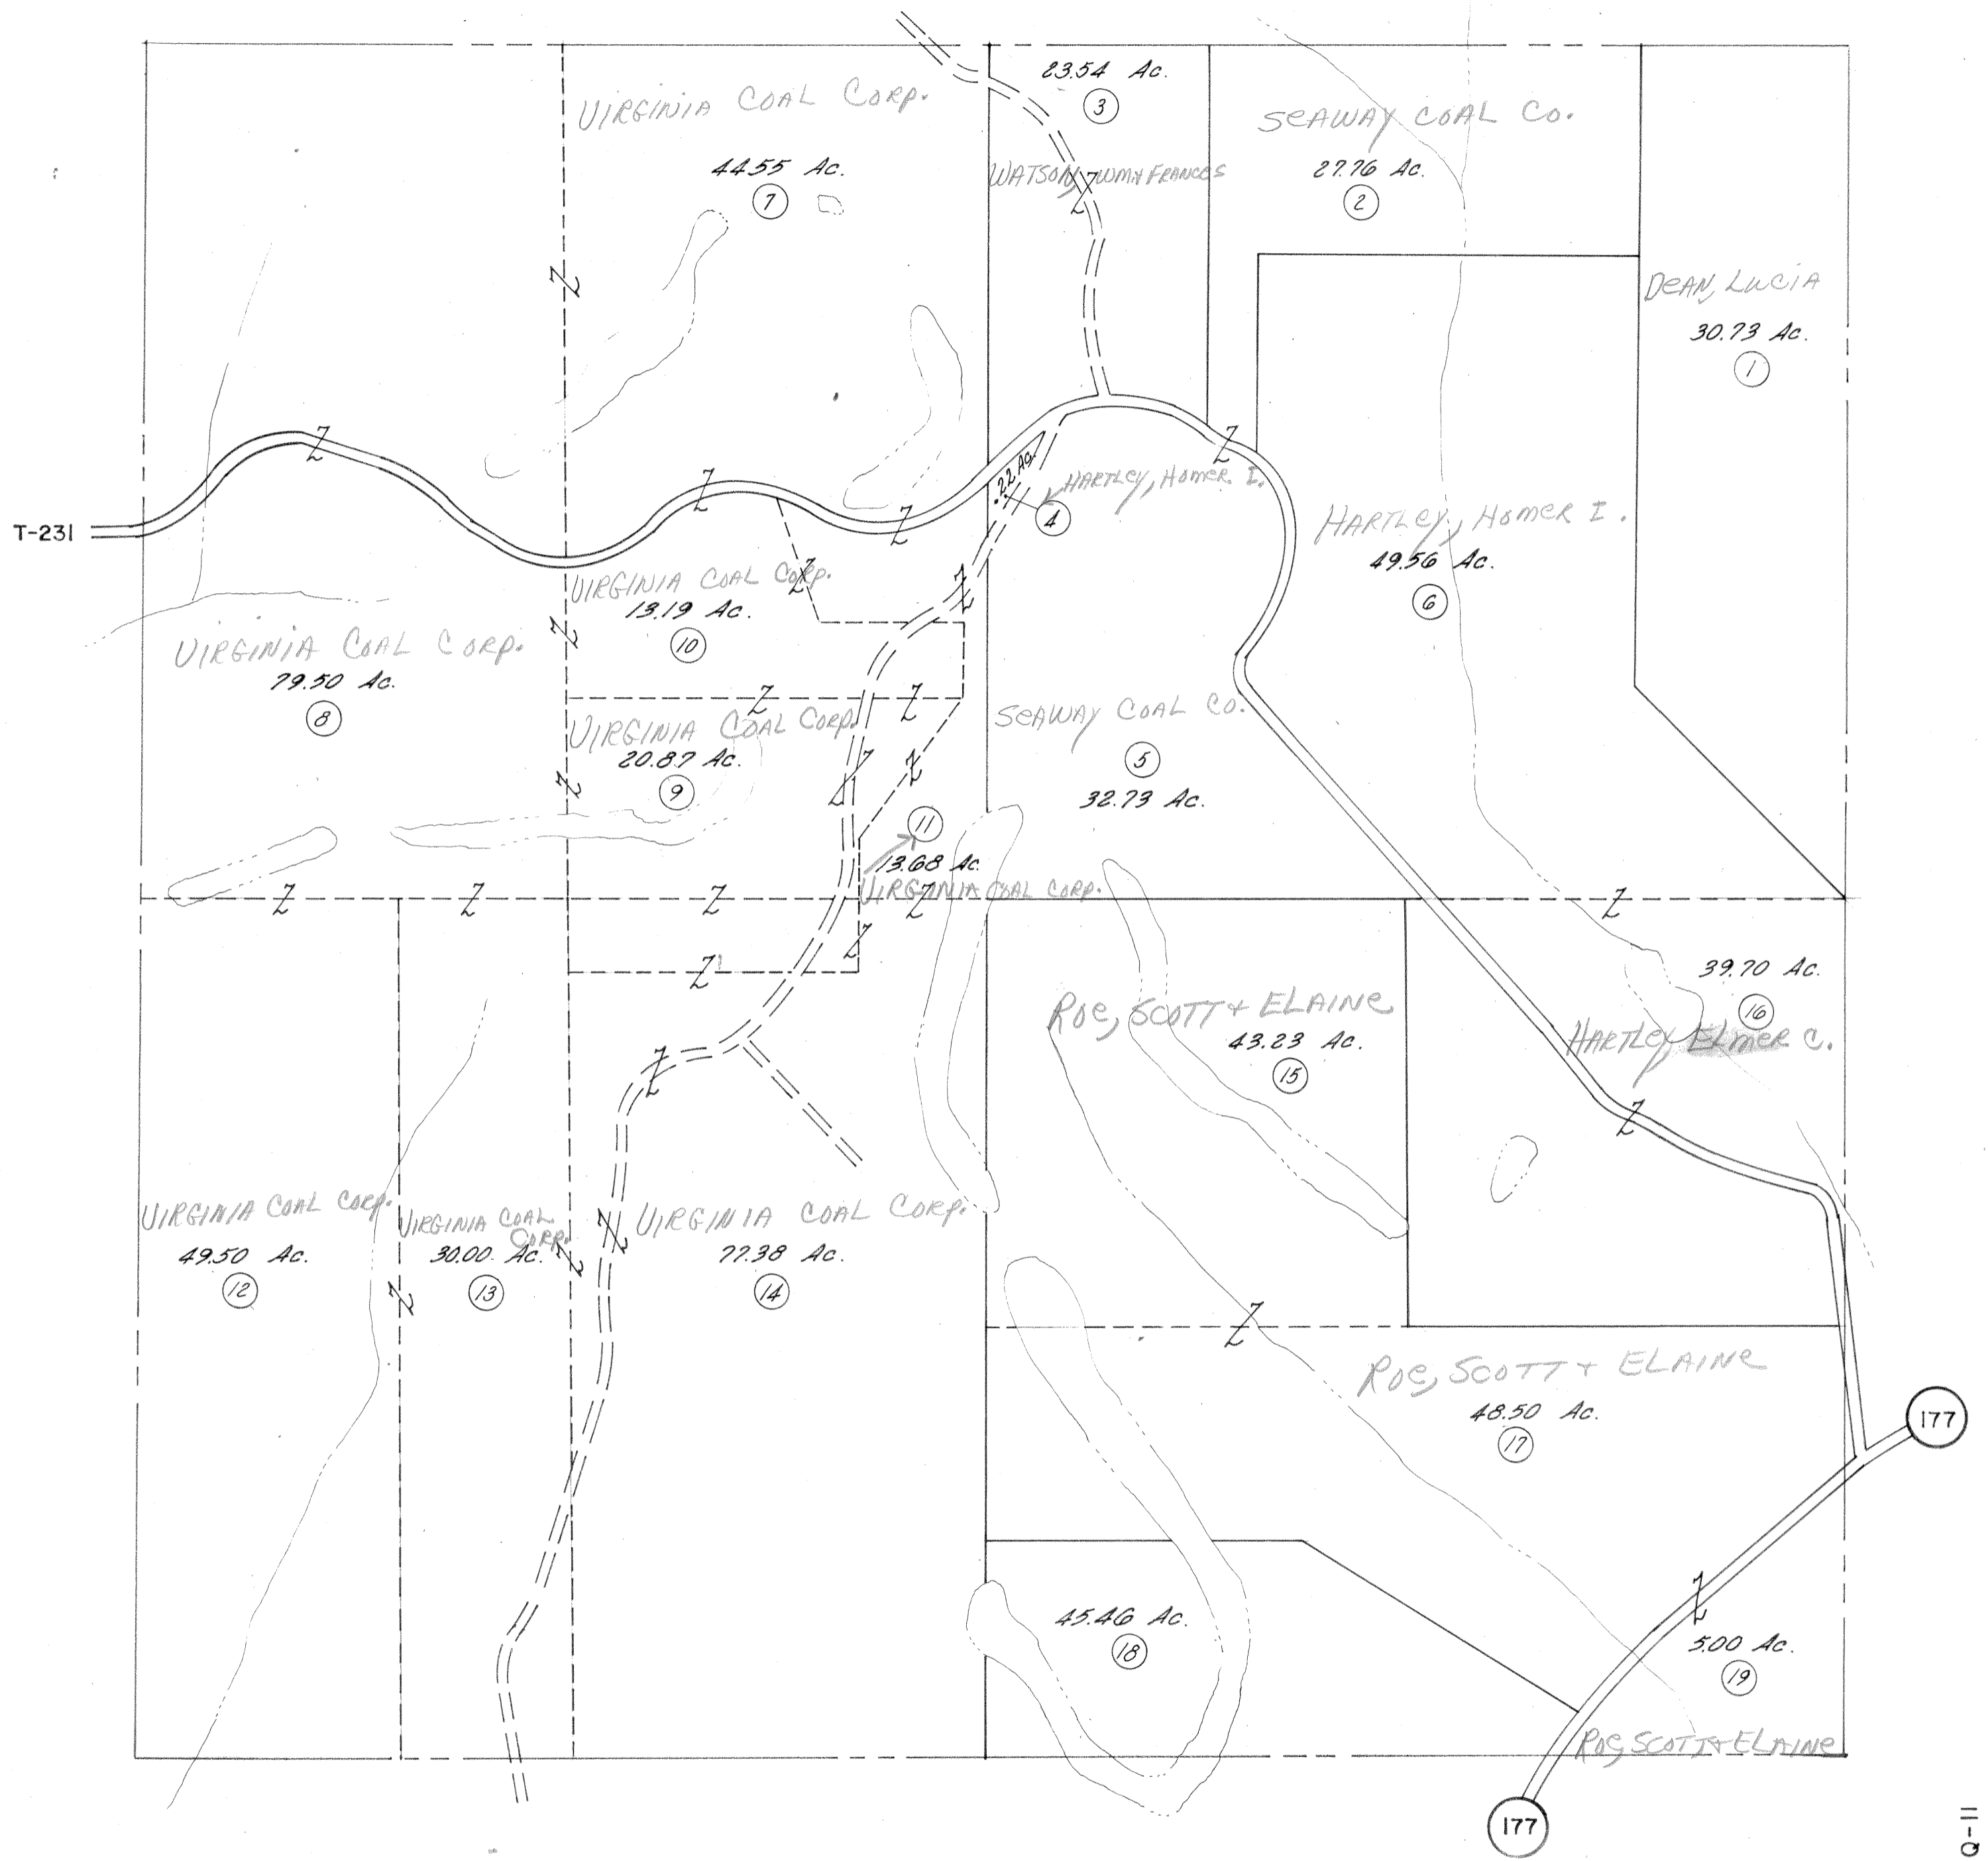 23.54 Ac.
3
VIRGINIA COAL CORP.
44.55 Ac.
7
WATSON, WM. & FRANCES
SEAWAY COAL CO.
27.76 Ac.
2
DEAN, LUCIA
30.73 Ac.
1
.22 Ac.
HARTLEY, HOMER I.
4
HARTLEY, HOMER I.
49.56 Ac.
6
T-231
VIRGINIA COAL CORP.
13.19 Ac.
10
VIRGINIA COAL CORP.
79.50 Ac.
8
VIRGINIA COAL CORP.
20.87 Ac.
9
SEAWAY COAL CO.
5
32.73 Ac.
11
13.68 Ac.
VIRGINIA COAL CORP.
39.70 Ac.
16
HARTLEY, ELMER C.
ROE, SCOTT + ELAINE
43.23 Ac.
15
VIRGINIA COAL CORP.
49.50 Ac.
12
VIRGINIA COAL
CORP.
30.00 Ac.
13
VIRGINIA COAL CORP.
77.38 Ac.
14
ROE, SCOTT + ELAINE
48.50 Ac.
17
177
45.46 Ac.
18
5.00 Ac.
19
ROE, SCOTT + ELAINE
177
Q-11